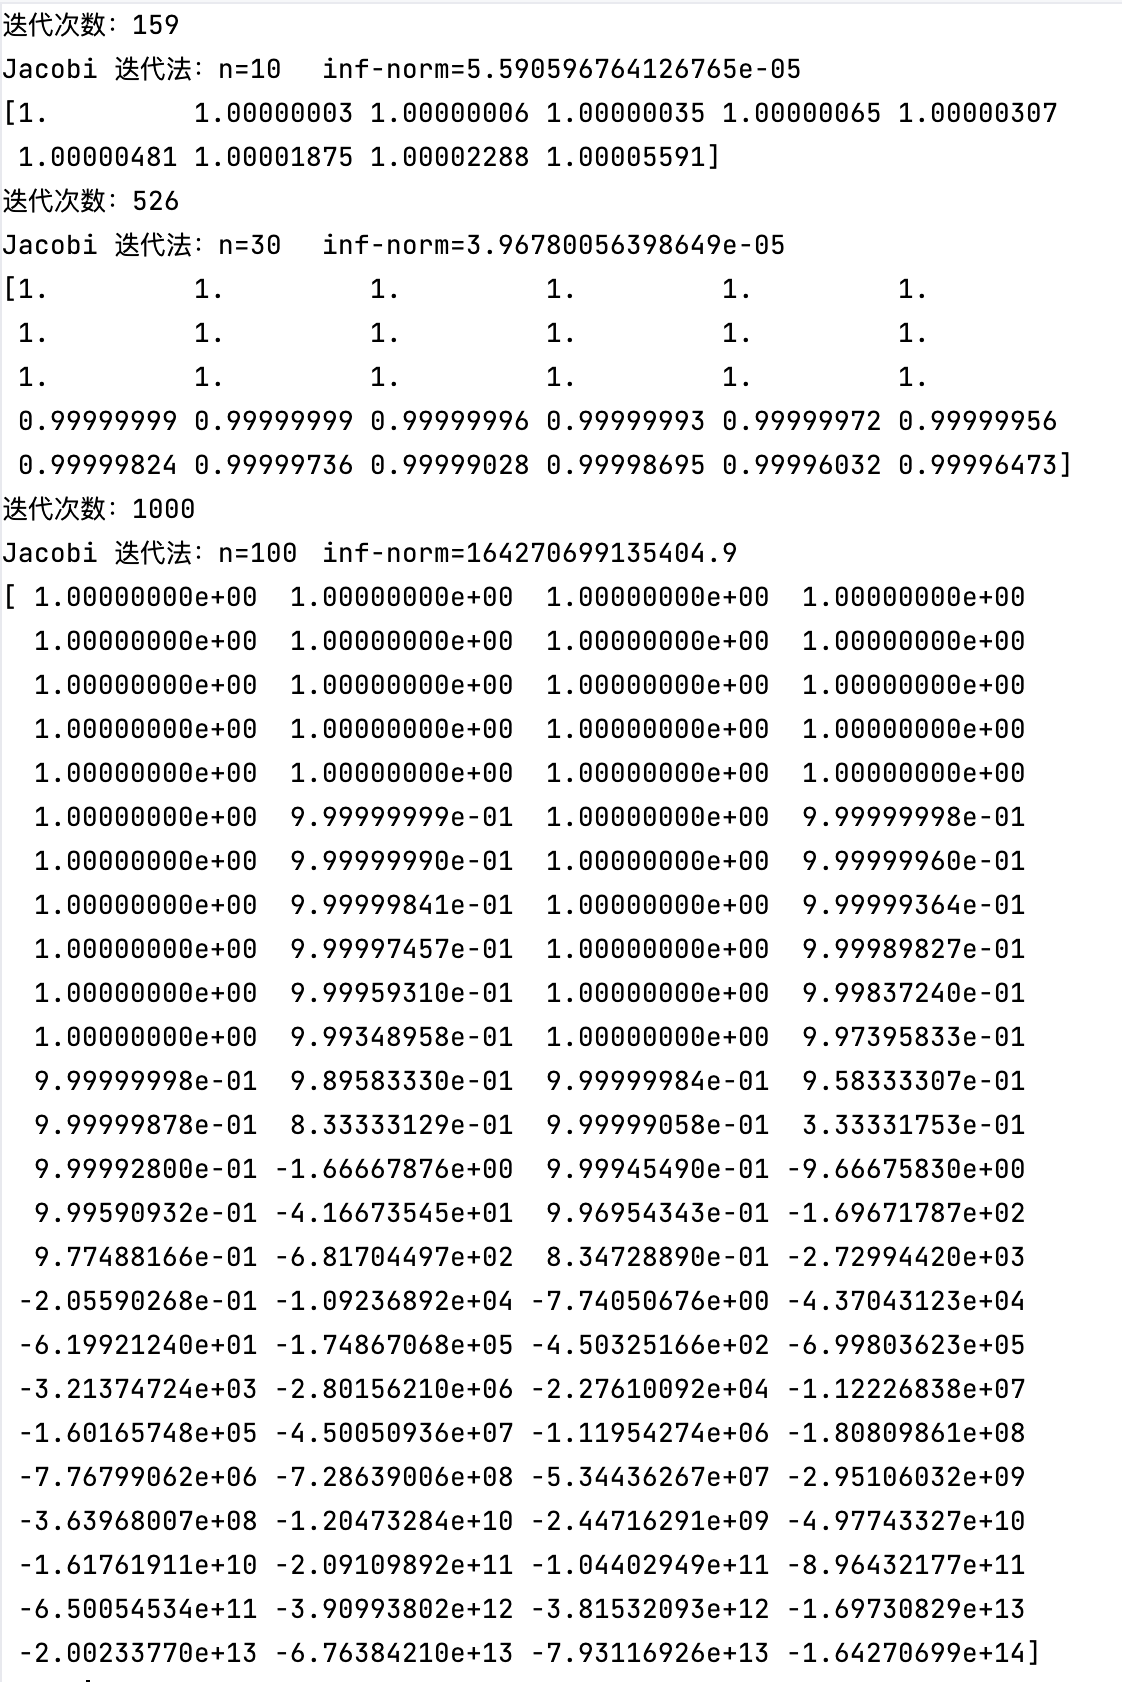 迭代次数：159
Jacobi 迭代法：n=10  inf-norm=5.590596764126765e-05
[1.         1.00000003 1.00000006 1.00000035 1.00000065 1.00000307
 1.00000481 1.00001875 1.00002288 1.00005591]
迭代次数：526
Jacobi 迭代法：n=30  inf-norm=3.96780056398649e-05
[1.         1.         1.         1.         1.         1.
 1.         1.         1.         1.         1.         1.
 1.         1.         1.         1.         1.         1.
 0.99999999 0.99999999 0.99999996 0.99999993 0.99999972 0.99999956
 0.99999824 0.99999736 0.99999028 0.99998695 0.99996032 0.99996473]
迭代次数：1000
Jacobi 迭代法：n=100  inf-norm=164270699135404.9
[ 1.00000000e+00  1.00000000e+00  1.00000000e+00  1.00000000e+00
  1.00000000e+00  1.00000000e+00  1.00000000e+00  1.00000000e+00
  1.00000000e+00  1.00000000e+00  1.00000000e+00  1.00000000e+00
  1.00000000e+00  1.00000000e+00  1.00000000e+00  1.00000000e+00
  1.00000000e+00  1.00000000e+00  1.00000000e+00  1.00000000e+00
  1.00000000e+00  9.99999999e-01  1.00000000e+00  9.99999998e-01
  1.00000000e+00  9.99999990e-01  1.00000000e+00  9.99999960e-01
  1.00000000e+00  9.99999841e-01  1.00000000e+00  9.99999364e-01
  1.00000000e+00  9.99997457e-01  1.00000000e+00  9.99989827e-01
  1.00000000e+00  9.99959310e-01  1.00000000e+00  9.99837240e-01
  1.00000000e+00  9.99348958e-01  1.00000000e+00  9.97395833e-01
  9.99999998e-01  9.89583330e-01  9.99999984e-01  9.58333307e-01
  9.99999878e-01  8.33333129e-01  9.99999058e-01  3.33331753e-01
  9.99992800e-01 -1.66667876e+00  9.99945490e-01 -9.66675830e+00
  9.99590932e-01 -4.16673545e+01  9.96954343e-01 -1.69671787e+02
  9.77488166e-01 -6.81704497e+02  8.34728890e-01 -2.72994420e+03
 -2.05590268e-01 -1.09236892e+04 -7.74050676e+00 -4.37043123e+04
 -6.19921240e+01 -1.74867068e+05 -4.50325166e+02 -6.99803623e+05
 -3.21374724e+03 -2.80156210e+06 -2.27610092e+04 -1.12226838e+07
 -1.60165748e+05 -4.50050936e+07 -1.11954274e+06 -1.80809861e+08
 -7.76799062e+06 -7.28639006e+08 -5.34436267e+07 -2.95106032e+09
 -3.63968007e+08 -1.20473284e+10 -2.44716291e+09 -4.97743327e+10
 -1.61761911e+10 -2.09109892e+11 -1.04402949e+11 -8.96432177e+11
 -6.50054534e+11 -3.90993802e+12 -3.81532093e+12 -1.69730829e+13
 -2.00233770e+13 -6.76384210e+13 -7.93116926e+13 -1.64270699e+14]